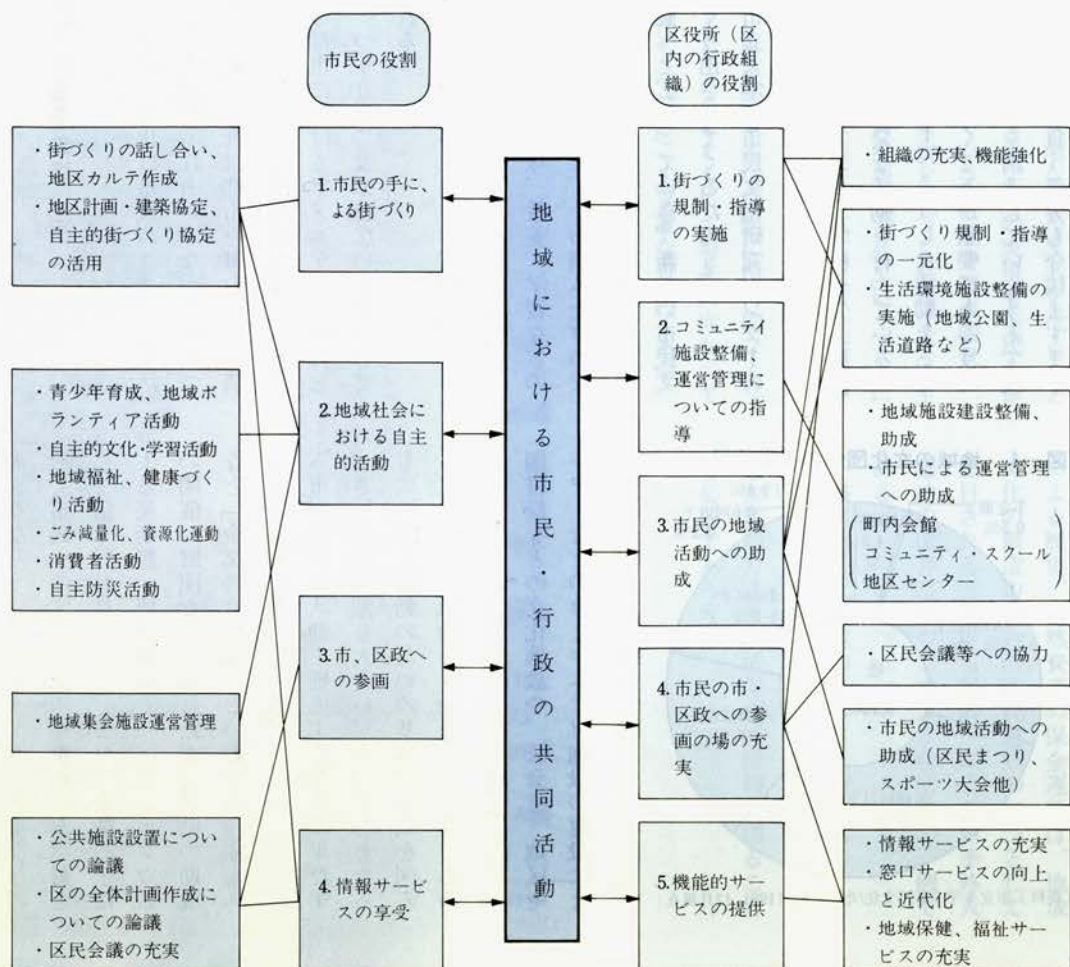 市民の役割
区役所（区
内の行政組
織）の役割
・街づくりの話し合い、
地区カルテ作成
・地区計画・建築協定、
自主的街づくり協定
の活用
・青少年育成、地域ボ
ランティア活動
・自主的文化・学習活動
・地域福祉、健康づく
り活動
・ごみ減量化、資源化運動
・消費者活動
・自主防災活動
・地域集会施設運営管理
・公共施設設置につい
ての論議
・区の全体計画作成に
ついての論議
・区民会議の充実
1.市民の手に、
よる街づくり
2.地域社会に
おける自主
的活動
3.市、区政へ
の参画
4.情報サービ
スの享受
地域における市民・行政の共同活動
1.街づくりの
規制・指導
の実施
2.コミュニテイ
施設整備、
運営管理に
ついての指
導
3.市民の地域
活動への助
成
4.市民の市・
区政への参
画の場の充
実
5.機能的サー
ビスの提供
・組織の充実、機能強化
・街づくり規制・指導
の一元化
・生活環境施設整備の
実施（地域公園、生
活道路など）
・地域施設建設整備、
助成
・市民による運営管理
への助成
（町内会館
コミュニティ・スクール
地区センター）
・区民会議等への協力
・市民の地域活動への
助成（区民まつり、
スポーツ大会他）
・情報サービスの充実
・窓口サービスの向上
と近代化
・地域保健、福祉サー
ビスの充実